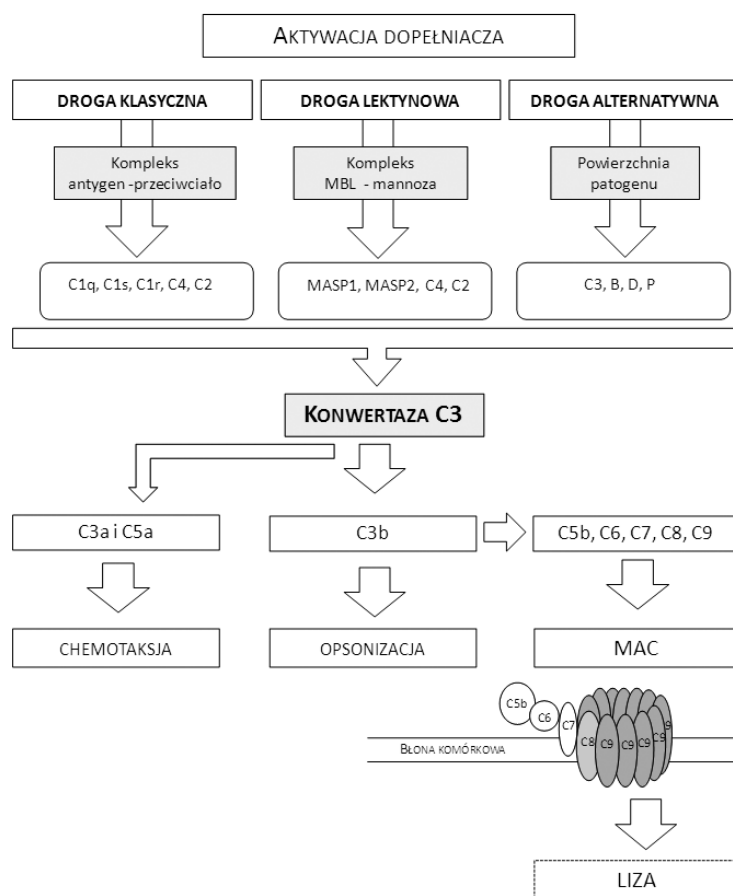 AKTYWACJA DOPEŁNIACZA
DROGA KLASYCZNA
DROGA LEKTYNOWA
DROGA ALTERNATYWNA
Kompleks
antygen -przeciwciało
Kompleks
MBL - mannoza
Powierzchnia
patogenu
C1q, C1s, C1r, C4, C2
MASP1, MASP2, C4, C2
C3, B, D, P
KONWERTAZA C3
C3a i C5a
C3b
C5b, C6, C7, C8, C9
CHEMOTAKSJA
OPSONIZACJA
MAC
C5b
C6
C7
C8
C9
C9
C9
C9
9
BŁONA KOMÓRKOWA
LIZA